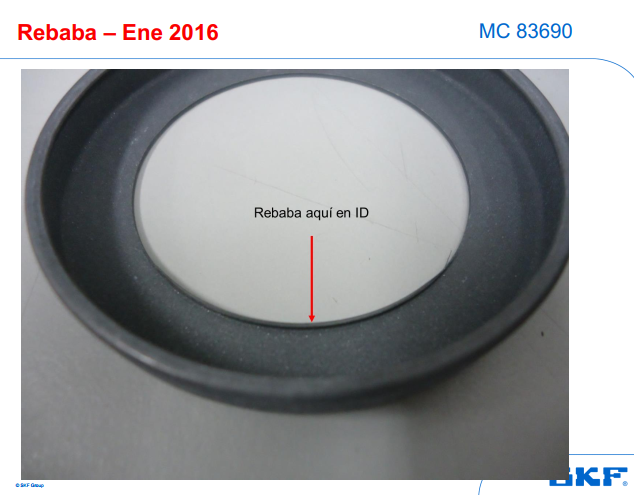 Rebaba – Ene 2016
MC 83690
Rebaba aquí en ID
© SKF Group
SKF®